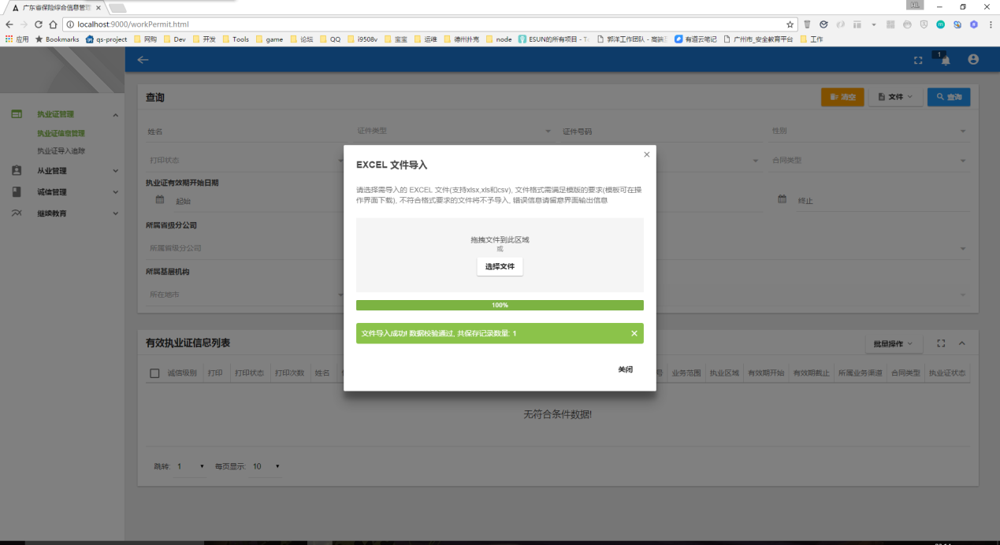 广东省保险综合信息管理
HL
localhost:9000/workPermit.html
应用 Bookmarks qs-project 网购 Dev 开发 Tools game 论坛 QQ i9508v 宝宝 运维 德州扑克 node ESUN的所有项目 - T 郭洋工作团队 - 高端 有道云笔记 广州市_安全教育平台 工作
1
查询 清空 文件 查询
执业证管理
执业证信息管理
执业证导入追踪
从业管理
诚信管理
继续教育
姓名 证件类型 证件号码 性别
打印状态 合同类型
执业证有效期开始日期
起始 终止
所属省级分公司
所属省级分公司
所属基层机构
所在地市
EXCEL 文件导入
请选择需导入的 EXCEL 文件(支持xlsx,xls和csv), 文件格式需满足模版的要求(模板可在操
作界面下载), 不符合格式要求的文件将不予导入, 错误信息请留意界面输出信息
拖拽文件到此区域
或
选择文件
100%
文件导入成功! 数据校验通过, 共保存记录数量: 1
关闭
有效执业证信息列表 批量操作
诚信级别 打印 打印状态 打印次数 姓名 号 业务范围 执业区域 有效期开始 有效期截止 所属业务渠道 合同类型 执业证状态
无符合条件数据!
跳转: 1 每页显示: 10